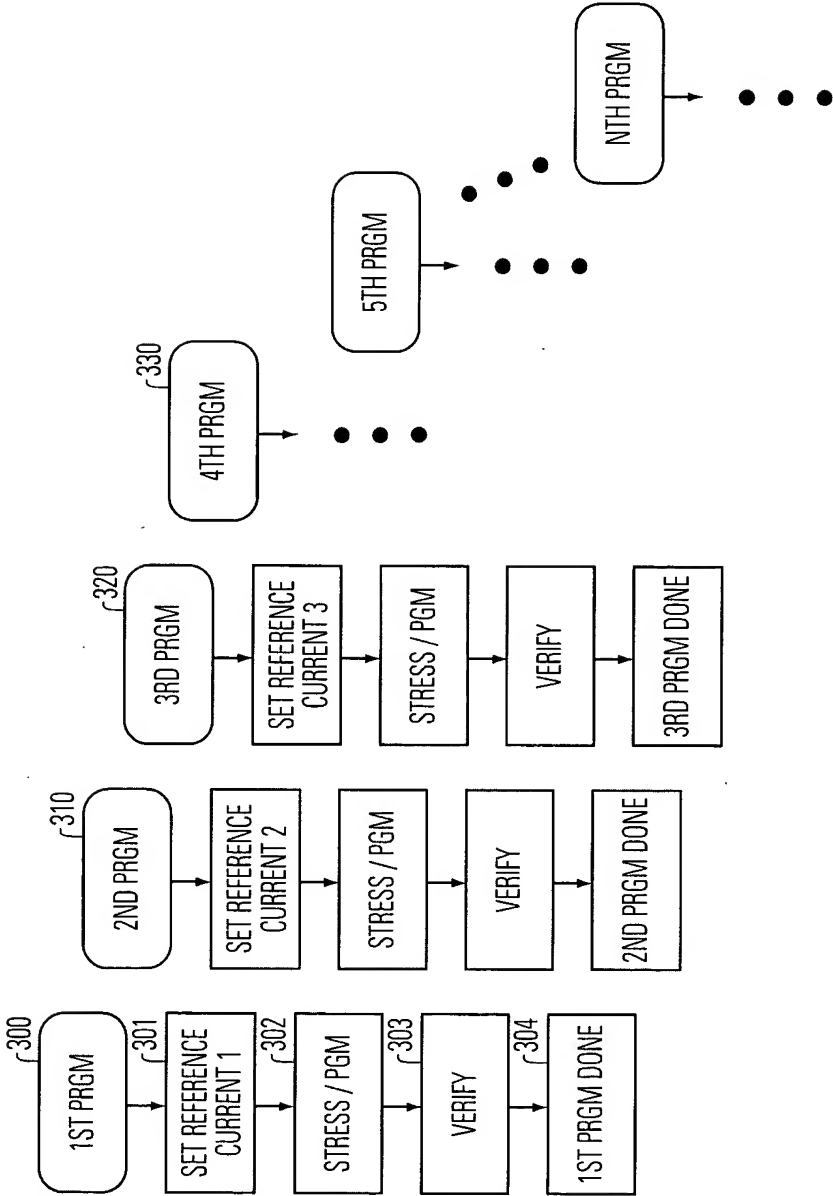 300
1ST PRGM
301
SET REFERENCE
CURRENT 1
302
STRESS / PGM
303
VERIFY
304
1ST PRGM DONE
310
2ND PRGM
SET REFERENCE
CURRENT 2
STRESS / PGM
VERIFY
2ND PRGM DONE
320
3RD PRGM
SET REFERENCE
CURRENT 3
STRESS / PGM
VERIFY
3RD PRGM DONE
330
4TH PRGM
5TH PRGM
NTH PRGM